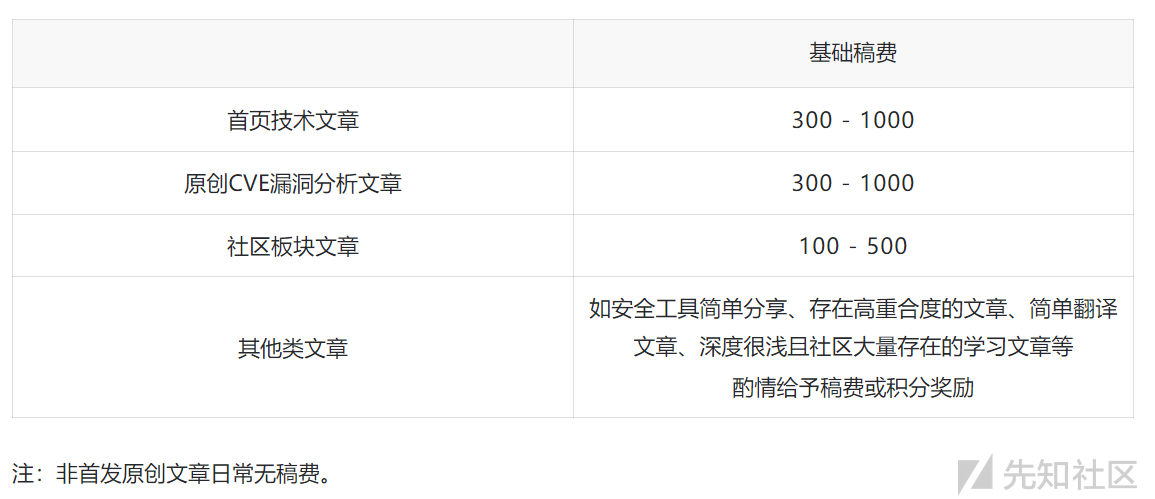 基础稿费
首页技术文章
300 - 1000
原创CVE漏洞分析文章
300 - 1000
社区板块文章
100 - 500
其他类文章
如安全工具简单分享、存在高重合度的文章、简单翻译
文章、深度很浅且社区大量存在的学习文章等
酌情给予稿费或积分奖励
注：非首发原创文章日常无稿费。
先知社区